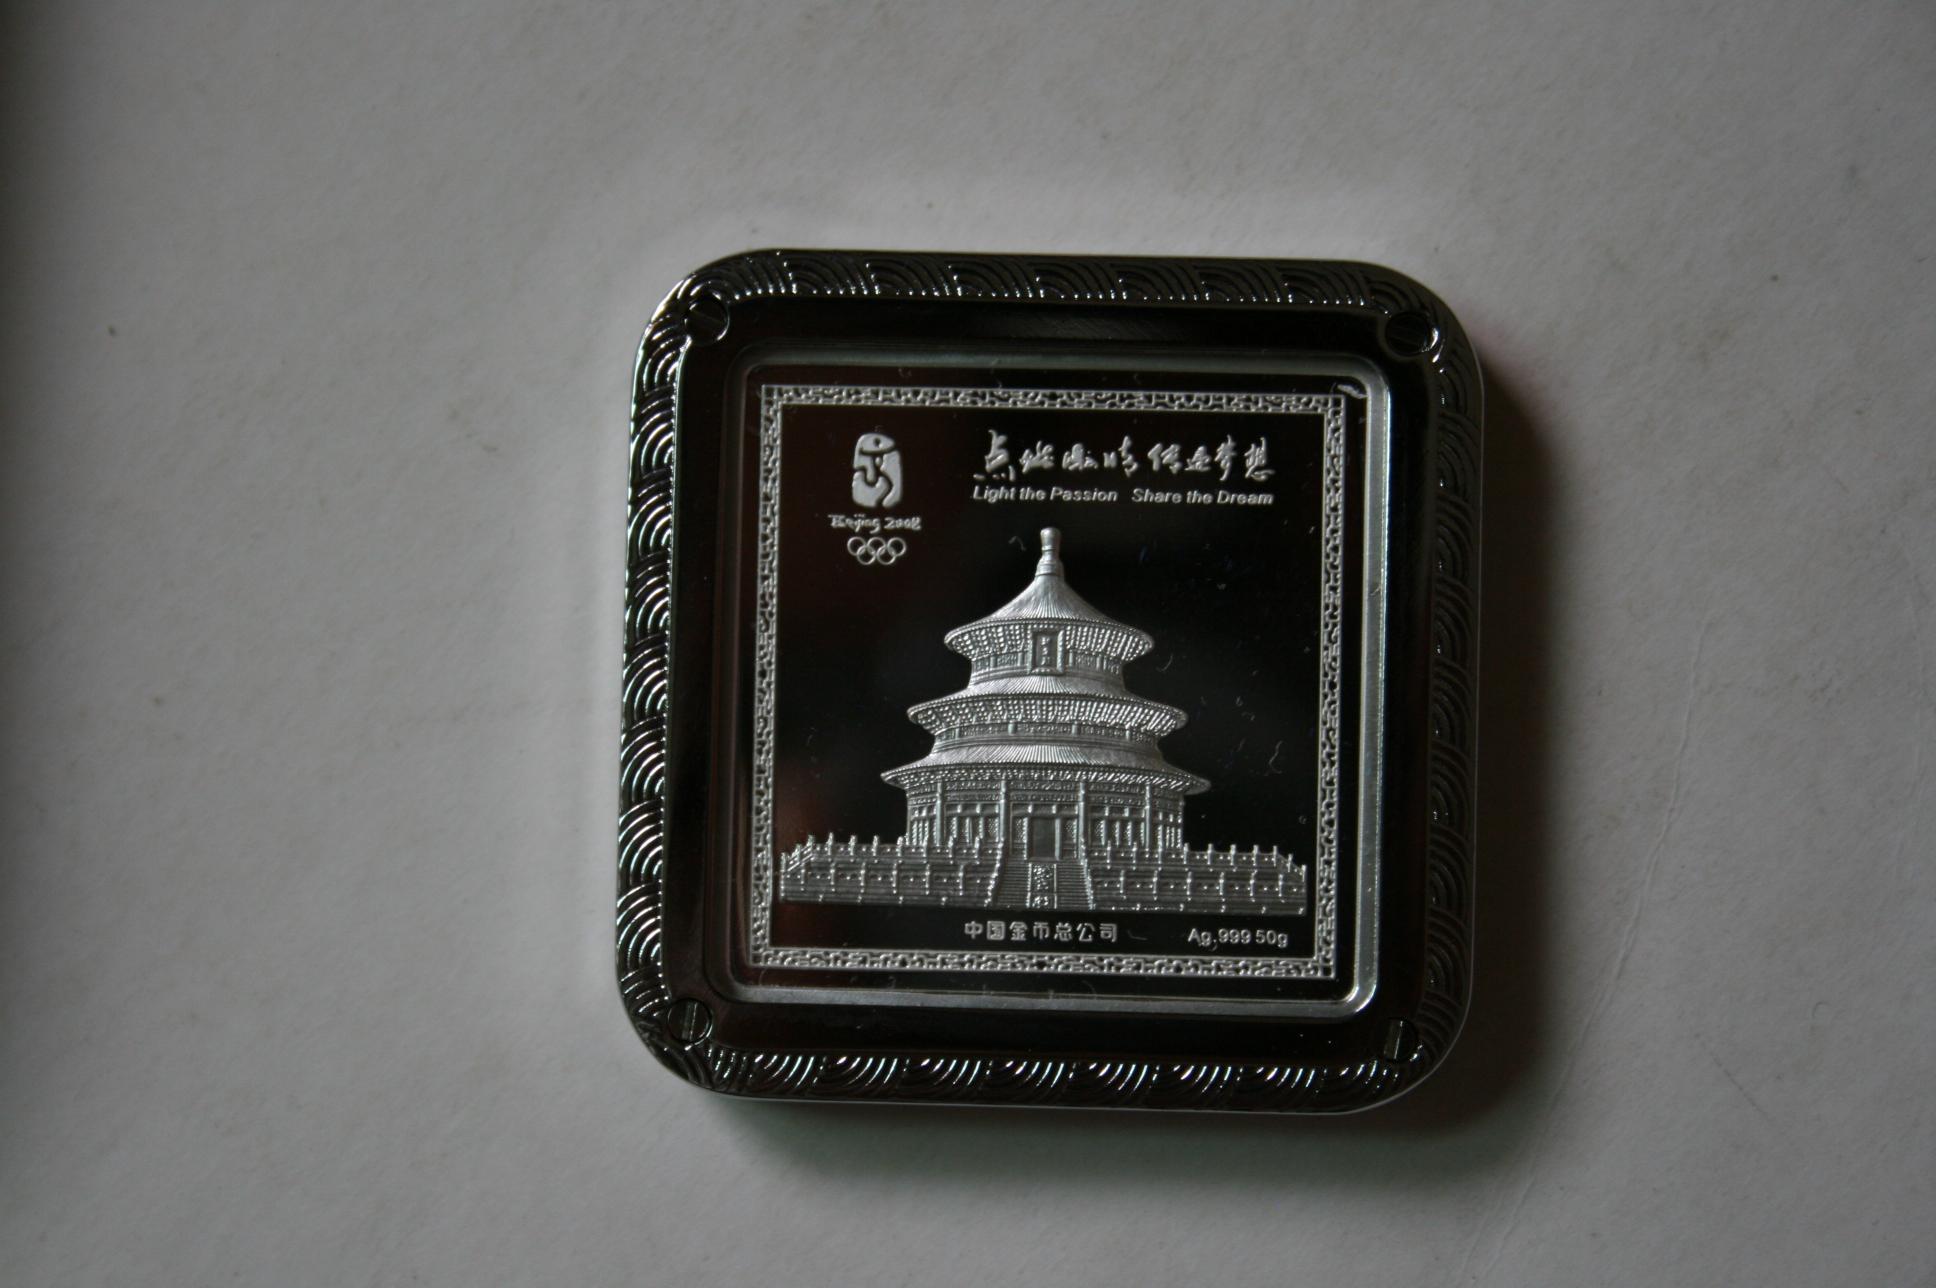 点燃激情 传递梦想
Light the Passion Share the Dream
Beijing 2008
中国金币总公司
Ag.999 50g